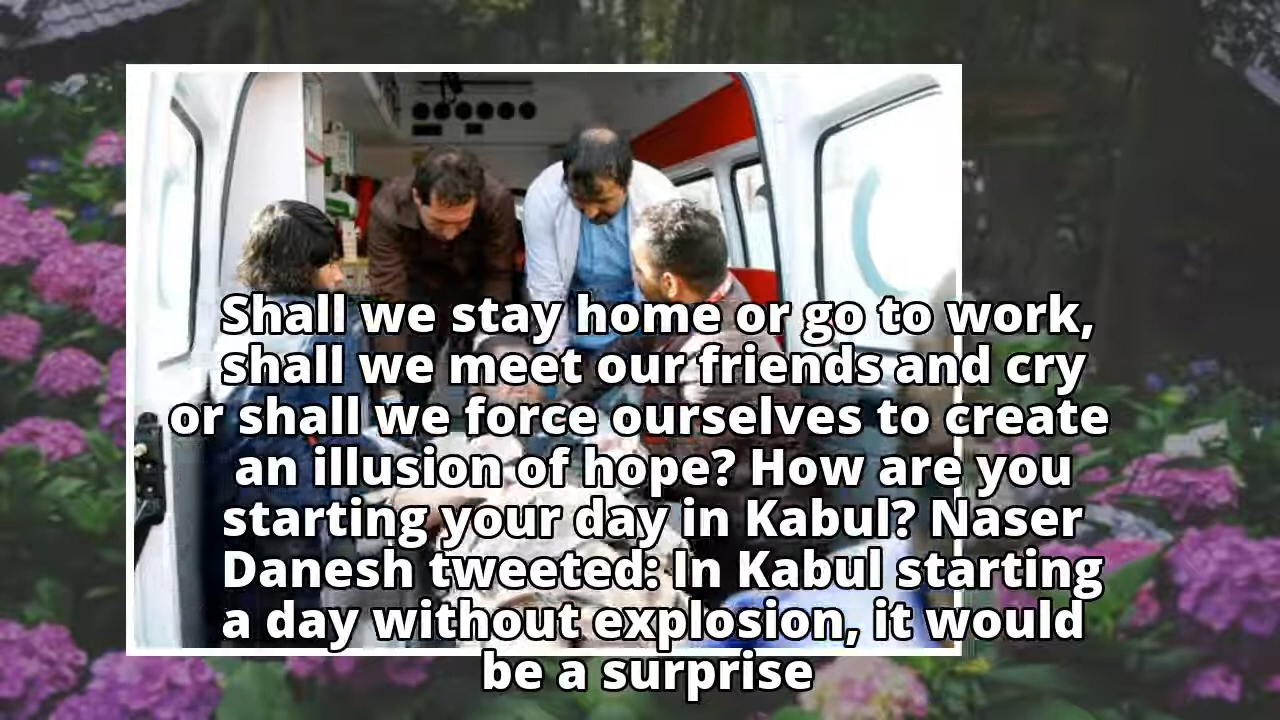 Shall we stay home or go to work,
shall we meet our friends and cry
or shall we force ourselves to create
an illusion of hope? How are you
starting your day in Kabul? Naser
Danesh tweeted: In Kabul starting
a day without explosion, it would
be a surprise